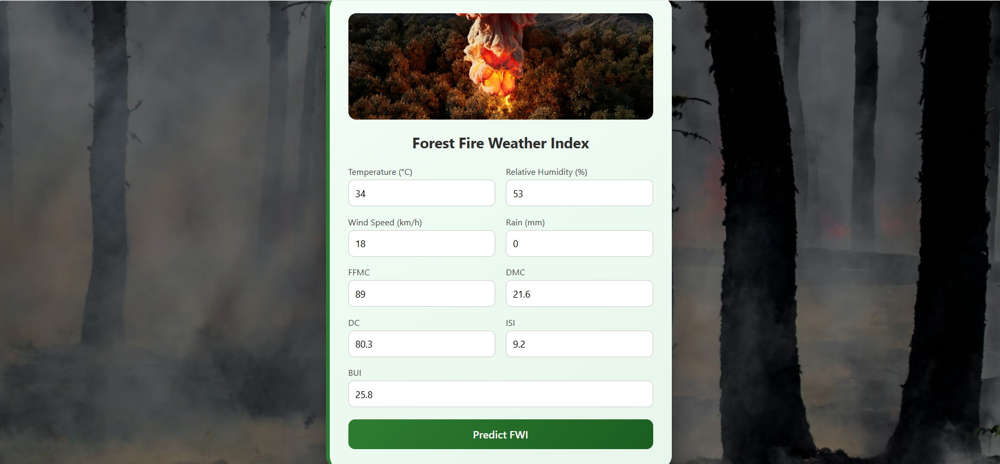 Forest Fire Weather Index
Temperature (°C)
Relative Humidity (%)
34
53
Wind Speed (km/h)
Rain (mm)
18
0
FFMC
DMC
89
21.6
DC
ISI
80.3
9.2
BUI
25.8
Predict FWI